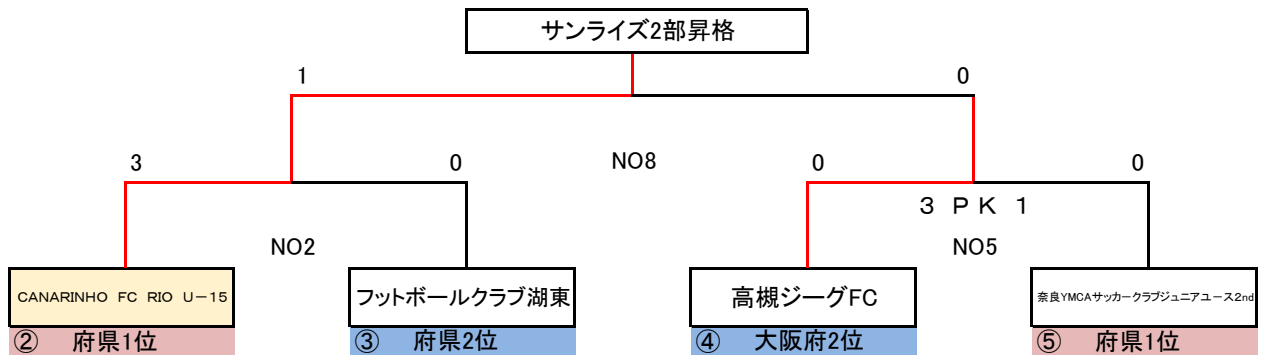 サンライズ2部昇格
1
0
3
0
NO8
0
0
3 ＰＫ 1
NO2
NO5
CANARINHO FC RIO U－15
フットボールクラブ湖東
高槻ジーグFC
奈良YMCAサッカークラブジュニアユース2nd
② 府県1位
③ 府県2位
④ 大阪府2位
⑤ 府県1位